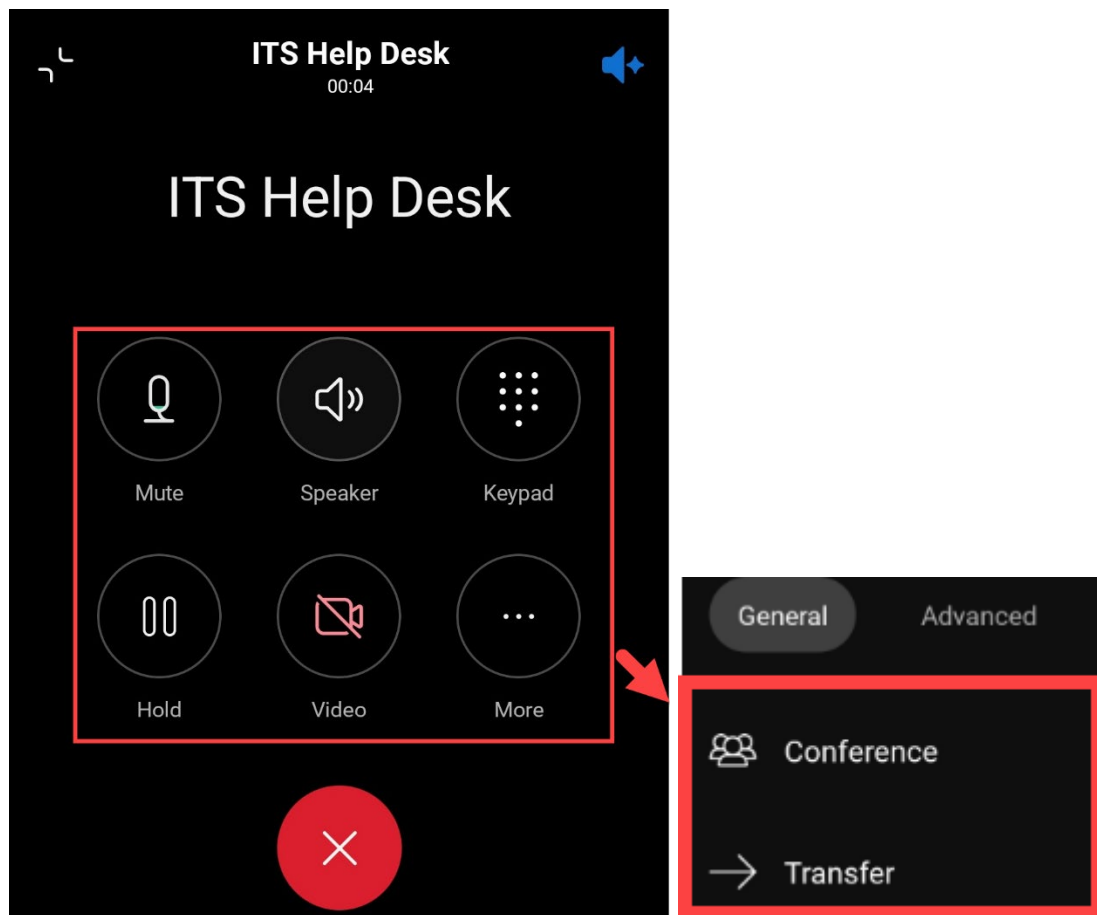 ITS Help Desk
00:04
ITS Help Desk
Mute Speaker Keypad
Hold Video More
General Advanced
Conference
Transfer